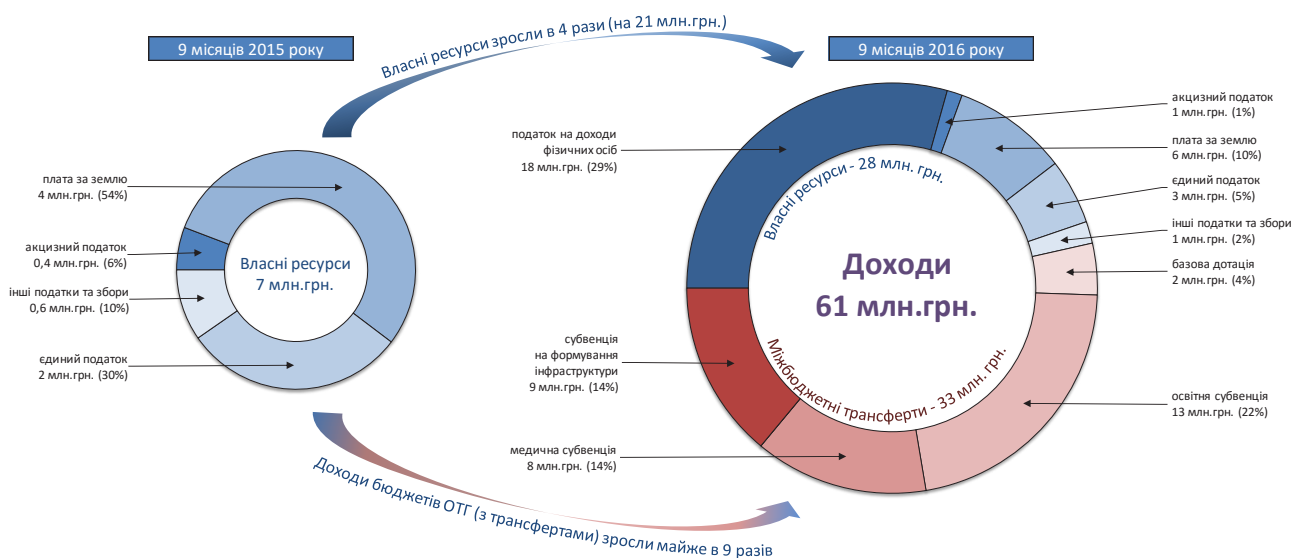 Власні ресурси зросли в 4 рази (на 21 млн.грн.)
9 місяців 2015 року
9 місяців 2016 року
плата за землю
4 млн.грн. (54%)
акцизний податок
0,4 млн.грн. (6%)
інші податки та збори
0,6 млн.грн. (10%)
єдиний податок
2 млн.грн. (30%)
Власні ресурси
7 млн.грн.
податок на доходи
фізичних осіб
18 млн.грн. (29%)
субвенція
на формування
інфраструктури
9 млн.грн. (14%)
медична субвенція
8 млн.грн. (14%)
Власні ресурси - 28 млн. грн.
Доходи
61 млн.грн.
Міжбюджетні трансферти - 33 млн. грн.
акцизний податок
1 млн.грн. (1%)
плата за землю
6 млн.грн. (10%)
єдиний податок
3 млн.грн. (5%)
інші податки та збори
1 млн.грн. (2%)
базова дотація
2 млн.грн. (4%)
освітня субвенція
13 млн.грн. (22%)
Доходи бюджетів ОТГ (з трансфертами) зросли майже в 9 разів